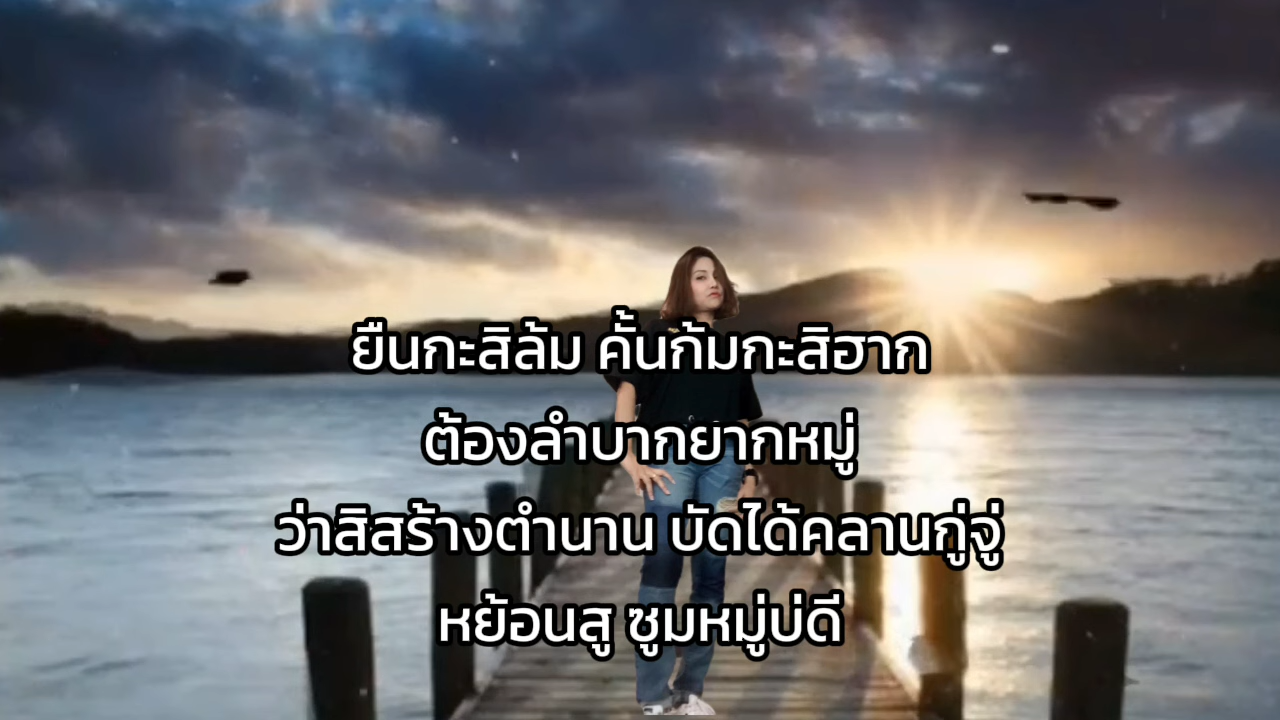 ยืนกะสิล้ม คั้นก้มกะสิฮาก
ต้องลำบากยากหมู่
ว่าสิสร้างตำนาน บัดได้คลานกู่จู่
หย้อนสู ซูมหมู่บ่ดี